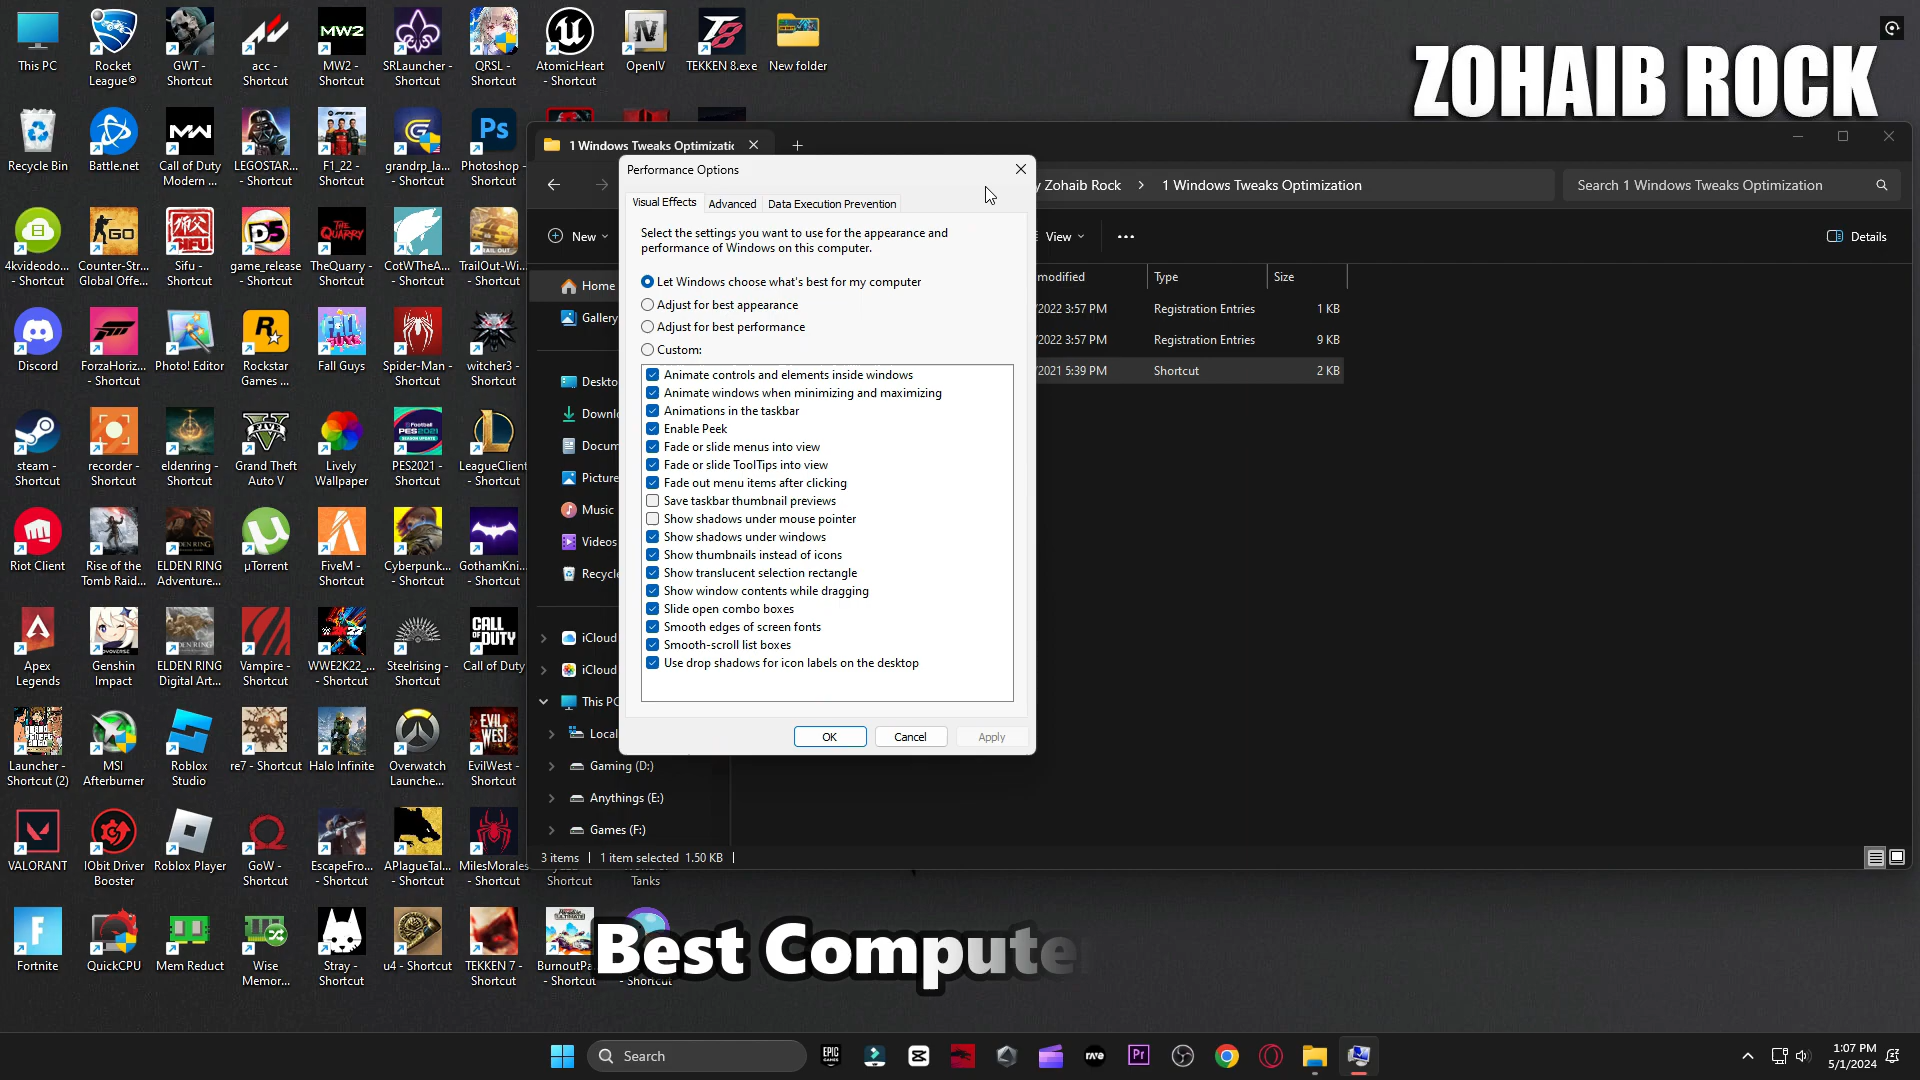 This PC
Rocket
League®
GWT -
Shortcut
acc -
Shortcut
MW2
MW2 -
Shortcut
SRLauncher -
Shortcut
QRSL -
Shortcut
AtomicHeart
- Shortcut
OpenIV
TEKKEN 8.exe
New folder
ZOHAIB ROCK
Recycle Bin
Battle.net
Call of Duty
Modern ...
LEGOSTAR...
- Shortcut
F1_22 -
Shortcut
grandrp_la...
- Shortcut
Ps
Photoshop -
Shortcut
1 Windows Tweaks Optimizatic
Performance Options
y Zohaib Rock
1 Windows Tweaks Optimization
Search 1 Windows Tweaks Optimization
Visual Effects
Advanced
Data Execution Prevention
New
View
Details
Select the settings you want to use for the appearance and
performance of Windows on this computer.
modified
Type
Size
4kvideodo...
- Shortcut
Counter-Str...
Global Offe...
Sifu -
Shortcut
game_release
- Shortcut
TheQuarry -
Shortcut
CotWTheA...
- Shortcut
TrailOut-Wi...
- Shortcut
Home
Gallery
Let Windows choose what's best for my computer
Adjust for best appearance
Adjust for best performance
Custom:
/2022 3:57 PM
Registration Entries
1 KB
/2022 3:57 PM
Registration Entries
9 KB
/2021 5:39 PM
Shortcut
2 KB
Discord
ForzaHoriz...
- Shortcut
Photo! Editor
Rockstar
Games ...
Fall Guys
Spider-Man -
Shortcut
witcher3 -
Shortcut
Deskto
Downl
Docum
Picture
Music
Videos
Recycl
Animate controls and elements inside windows
Animate windows when minimizing and maximizing
Animations in the taskbar
Enable Peek
Fade or slide menus into view
Fade or slide ToolTips into view
Fade out menu items after clicking
Save taskbar thumbnail previews
Show shadows under mouse pointer
Show shadows under windows
Show thumbnails instead of icons
Show translucent selection rectangle
Show window contents while dragging
Slide open combo boxes
Smooth edges of screen fonts
Smooth-scroll list boxes
Use drop shadows for icon labels on the desktop
steam -
Shortcut
recorder -
Shortcut
eldenring -
Shortcut
Grand Theft
Auto V
Lively
Wallpaper
PES2021 -
Shortcut
LeagueClient
- Shortcut
Riot Client
Rise of the
Tomb Raid...
ELDEN RING
Adventure...
µTorrent
FiveM -
Shortcut
Cyberpunk...
- Shortcut
GothamKni...
- Shortcut
Apex
Legends
Genshin
Impact
ELDEN RING
Digital Art...
Vampire -
Shortcut
WWE2K22_...
- Shortcut
Steelrising -
Shortcut
CALL OF DUTY
Call of Duty
iCloud
iCloud
This PC
Local
Gaming (D:)
Anythings (E:)
Games (F:)
OK
Cancel
Apply
Launcher -
Shortcut (2)
MSI
Afterburner
Roblox
Studio
re7 - Shortcut
Halo Infinite
Overwatch
Launche...
EVIL WEST
EvilWest -
Shortcut
VALORANT
IObit Driver
Booster
Roblox Player
GoW -
Shortcut
EscapeFro...
- Shortcut
APlagueTal...
- Shortcut
MilesMorales
- Shortcut
Shortcut
Tanks
3 items
1 item selected 1.50 KB
Fortnite
QuickCPU
Mem Reduct
Wise
Memor...
Stray -
Shortcut
u4 - Shortcut
TEKKEN 7 -
Shortcut
BurnoutPa
- Shortcut
- Shortcut
Best Compute
Search
1:07 PM
5/1/2024